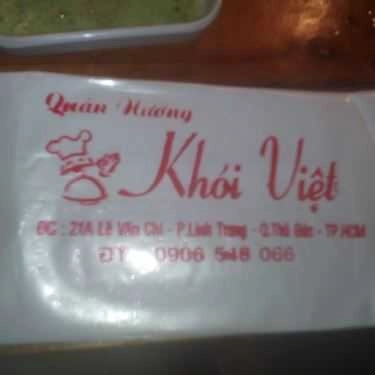 Quán Nướng
Khói Việt
ĐC : 21A Lê Văn Chí - P.Linh Trung - Q.Thủ Đức - TP.HCM
ĐT : 0906 548 066